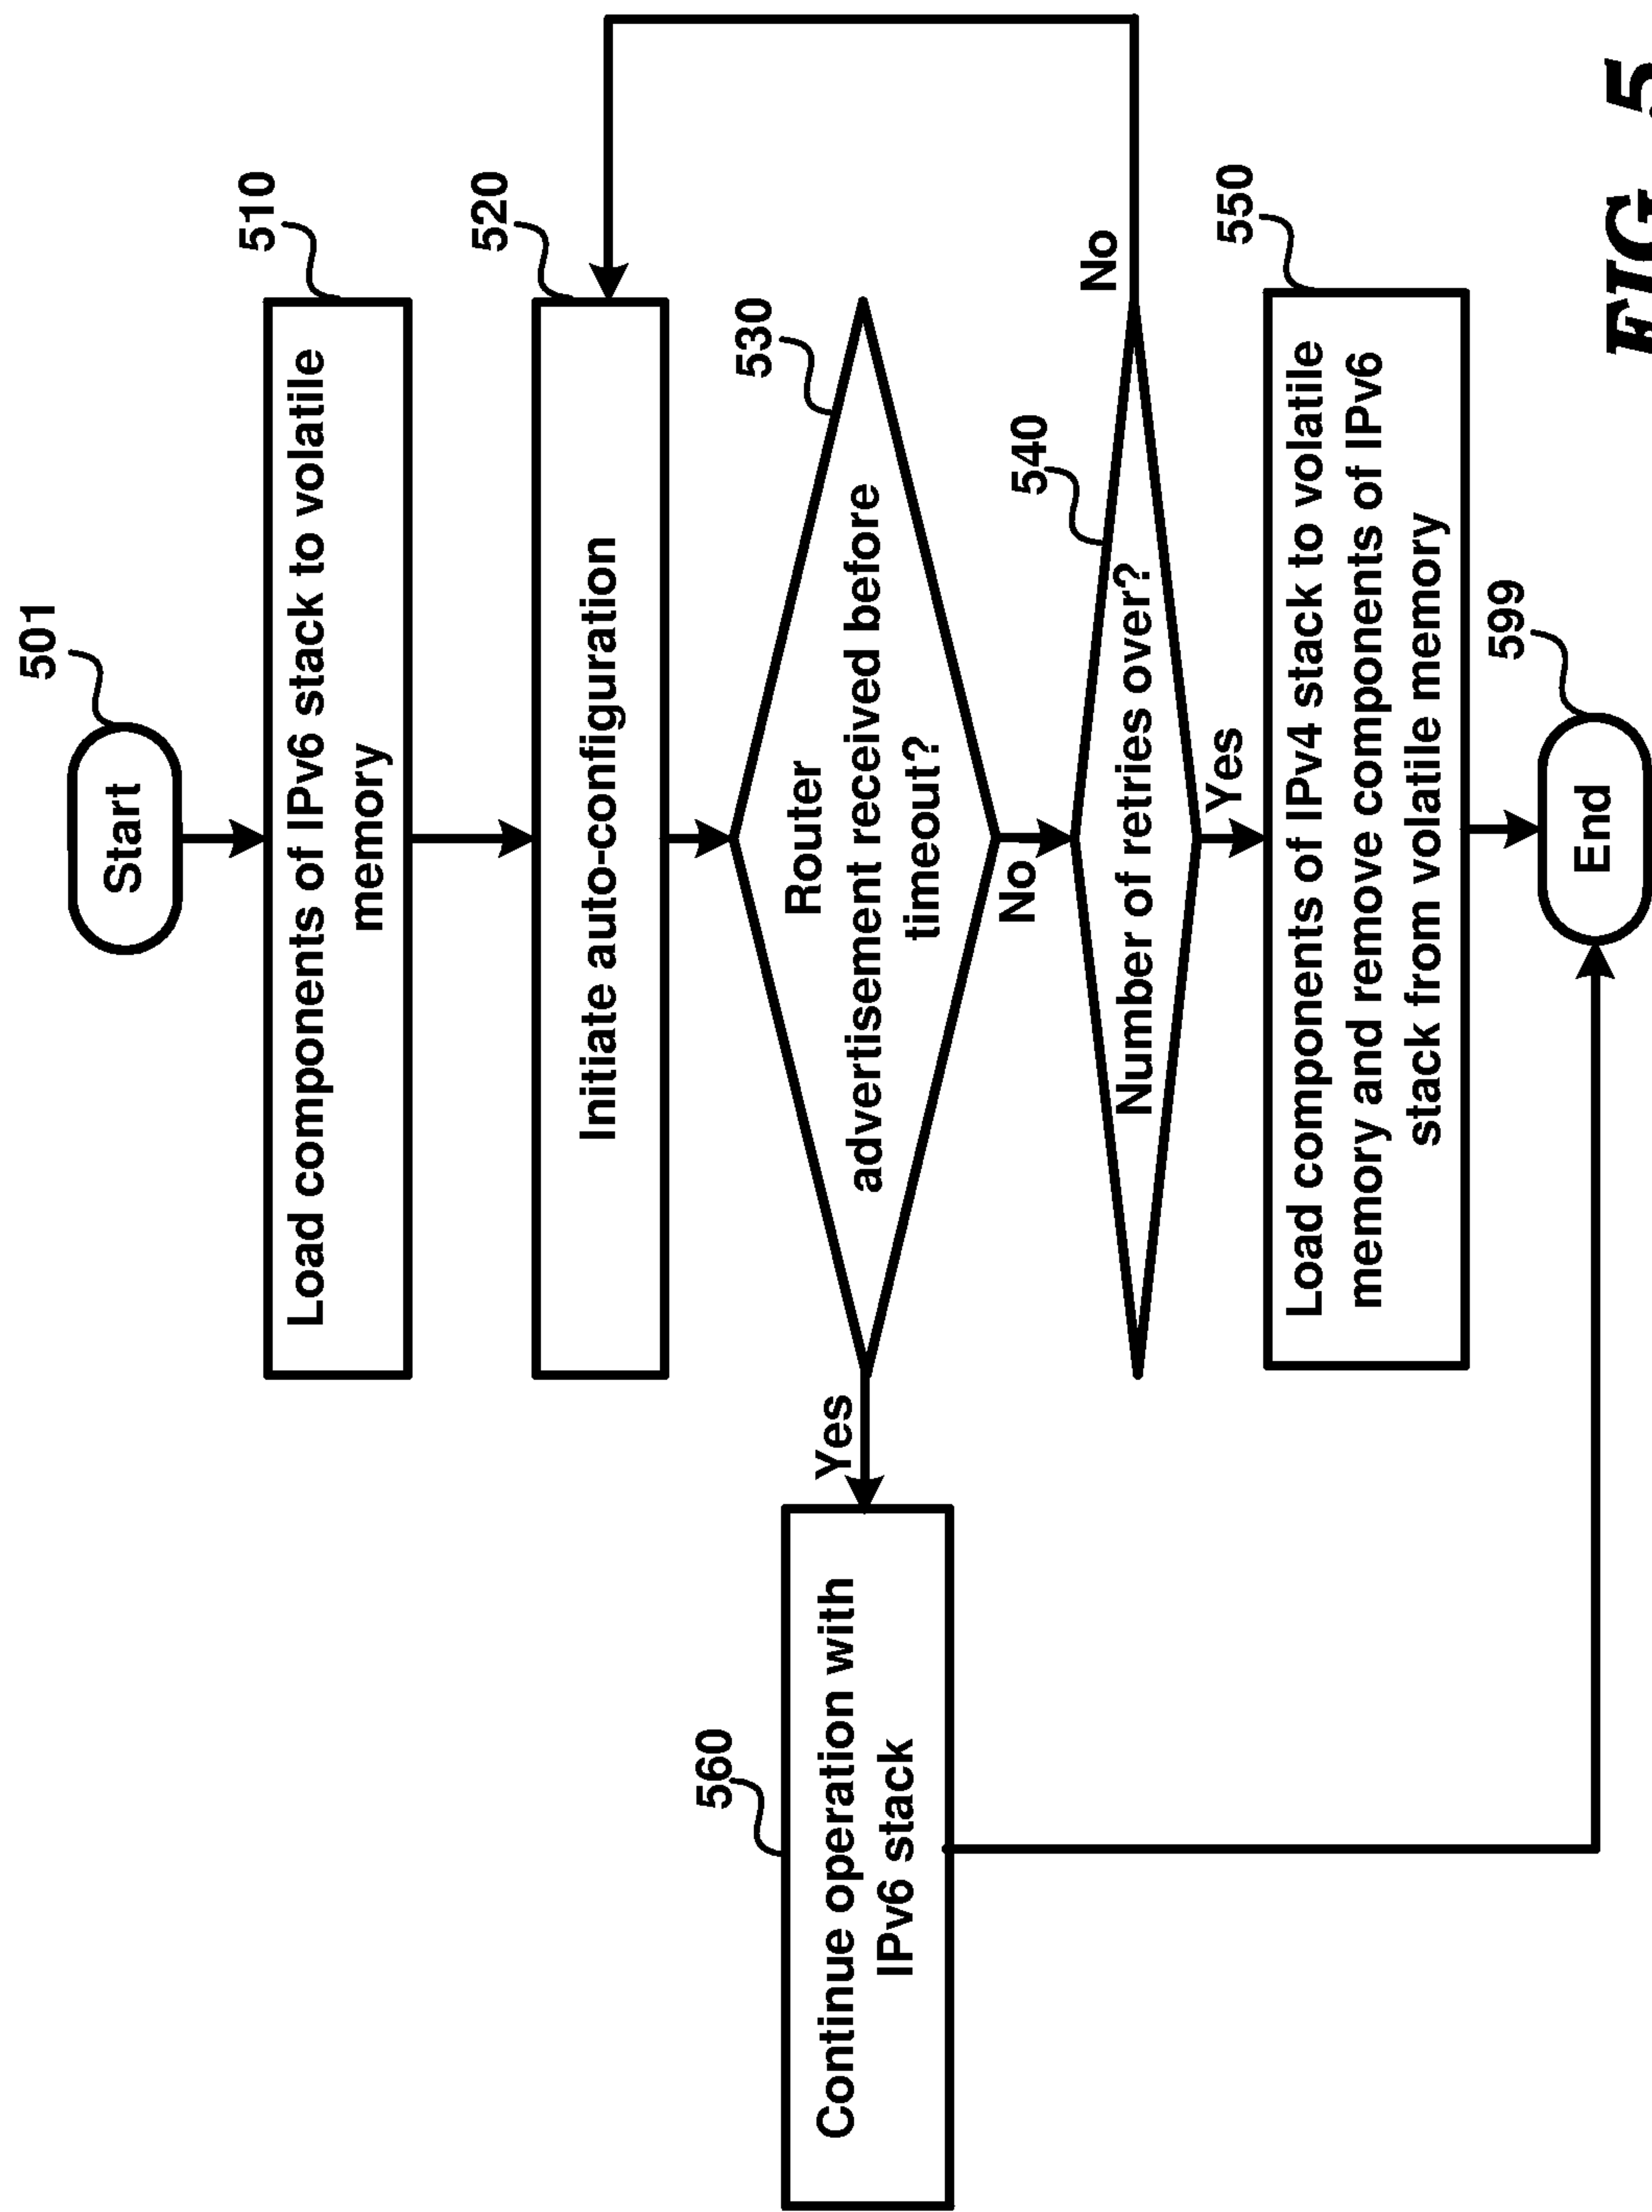 501
Start
510
Load components of IPv6 stack to volatile
memory
520
Initiate auto-configuration
530
Router
advertisement received before
timeout?
Yes
No
560
Continue operation with
IPv6 stack
540
Number of retries over?
No
Yes
550
Load components of IPv4 stack to volatile
memory and remove components of IPv6
stack from volatile memory
599
End
FIG. 5